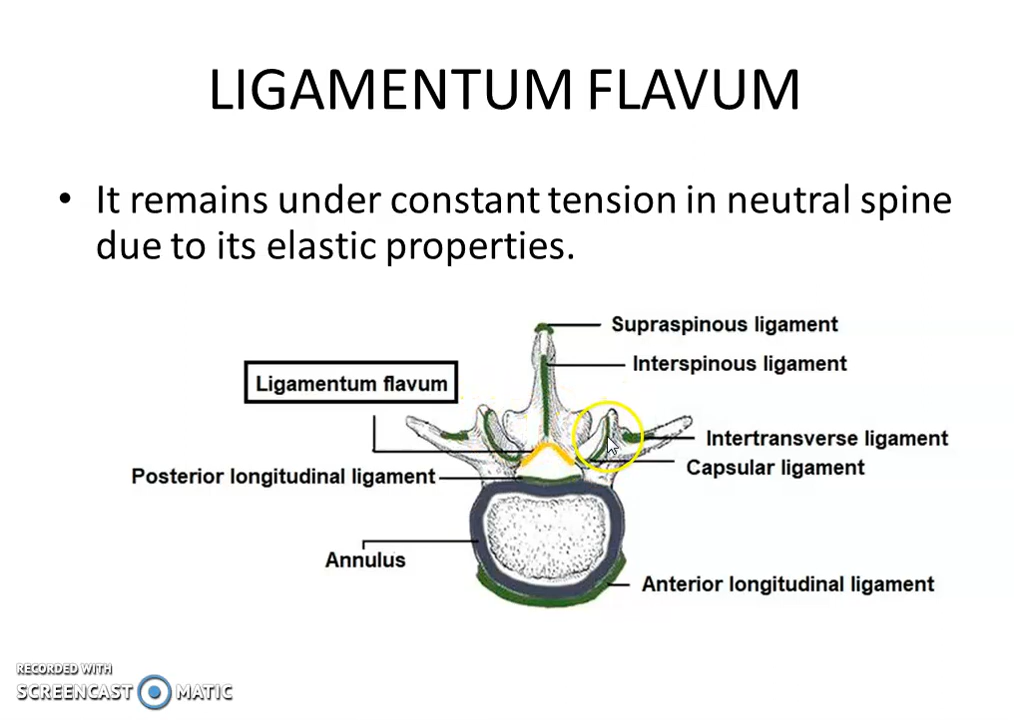 LIGAMENTUM FLAVUM
• It remains under constant tension in neutral spine
due to its elastic properties.
Supraspinous ligament
Interspinous ligament
Ligamentum flavum
Intertransverse ligament
Capsular ligament
Posterior longitudinal ligament
Annulus
Anterior longitudinal ligament
RECORDED WITH
SCREENCAST MATIC